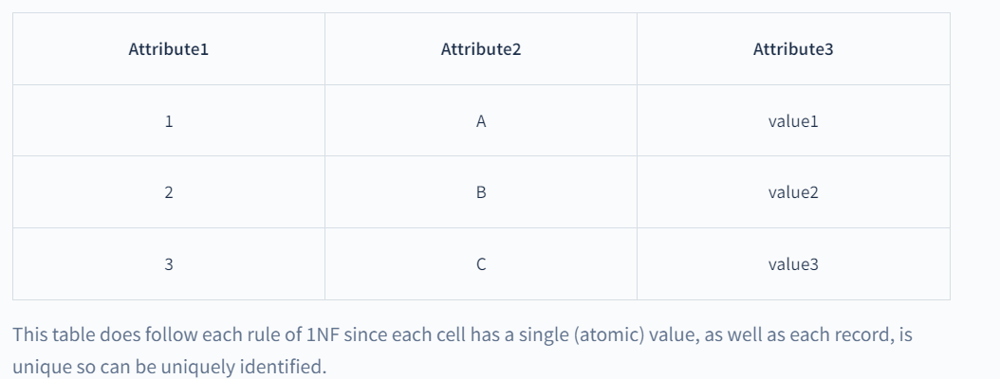 Attribute1 Attribute2 Attribute3
1 A value1
2 B value2
3 C value3
This table does follow each rule of 1NF since each cell has a single (atomic) value, as well as each record, is
unique so can be uniquely identified.